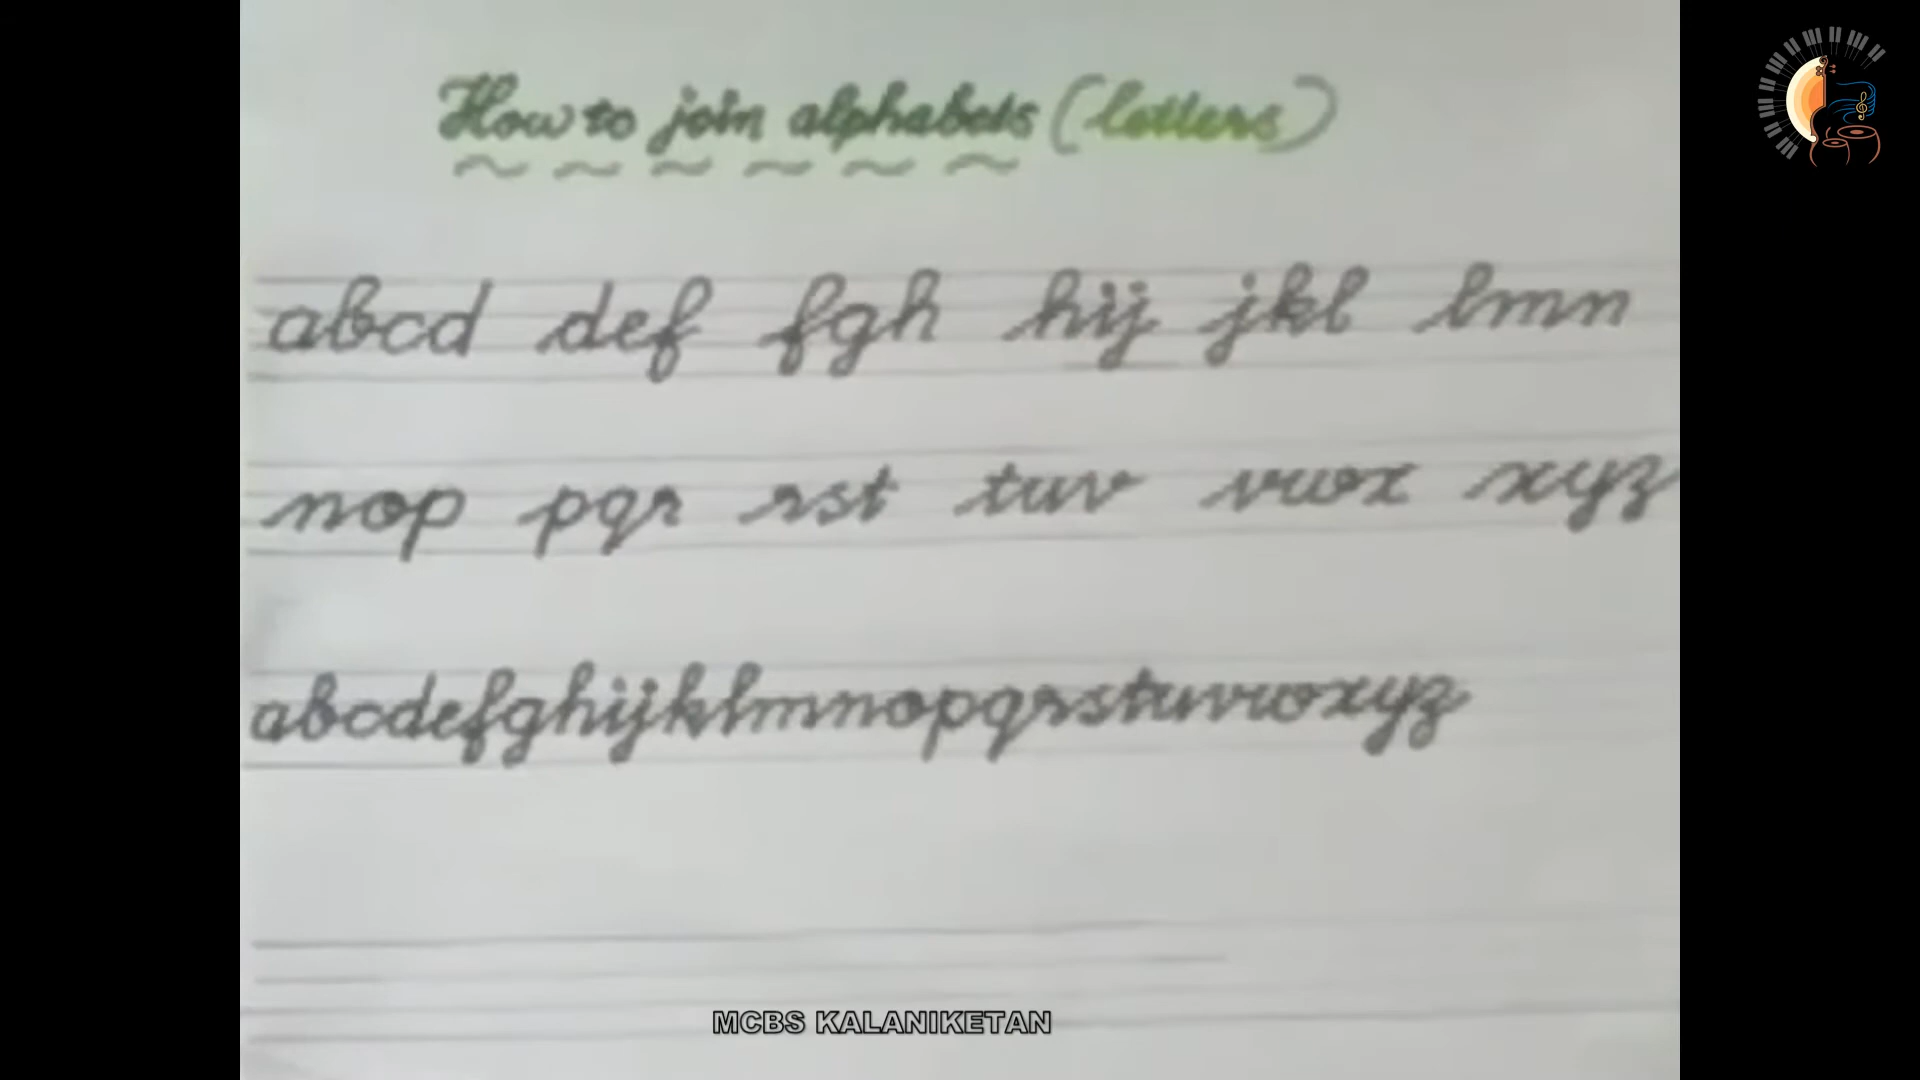 How to join alphabets (letters)
abcd def fgh hij jkl lmn
nop pqr rst tuv vwx xyz
abcdefghijklmnopqrstuvwxyz
MCBS KALANIKETAN